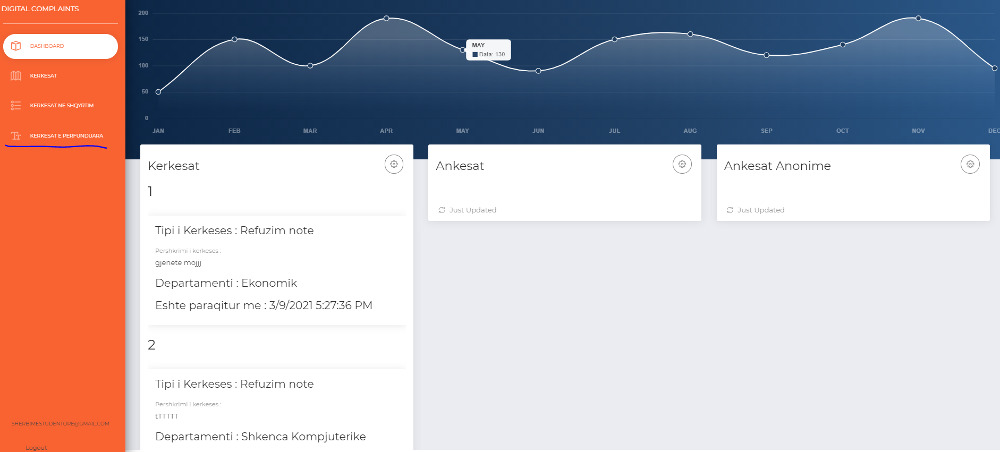 DIGITAL COMPLAINTS
DASHBOARD
KERKESAT
KERKESAT NE SHQYRTIM
KERKESAT E PERFUNDUARA
SHERBIMESTUDENTORE@GMAIL.COM
Logout
200
150
100
50
0
MAY
Data: 130
JAN FEB MAR APR MAY JUN JUL AUG SEP OCT NOV DEC
Kerkesat
1
Tipi i Kerkeses : Refuzim note
Pershkrimi i kerkeses :
gjenete mojjj
Departamenti : Ekonomik
Eshte paraqitur me : 3/9/2021 5:27:36 PM
2
Tipi i Kerkeses : Refuzim note
Pershkrimi i kerkeses :
tTTTTT
Departamenti : Shkenca Kompjuterike
Ankesat
Just Updated
Ankesat Anonime
Just Updated